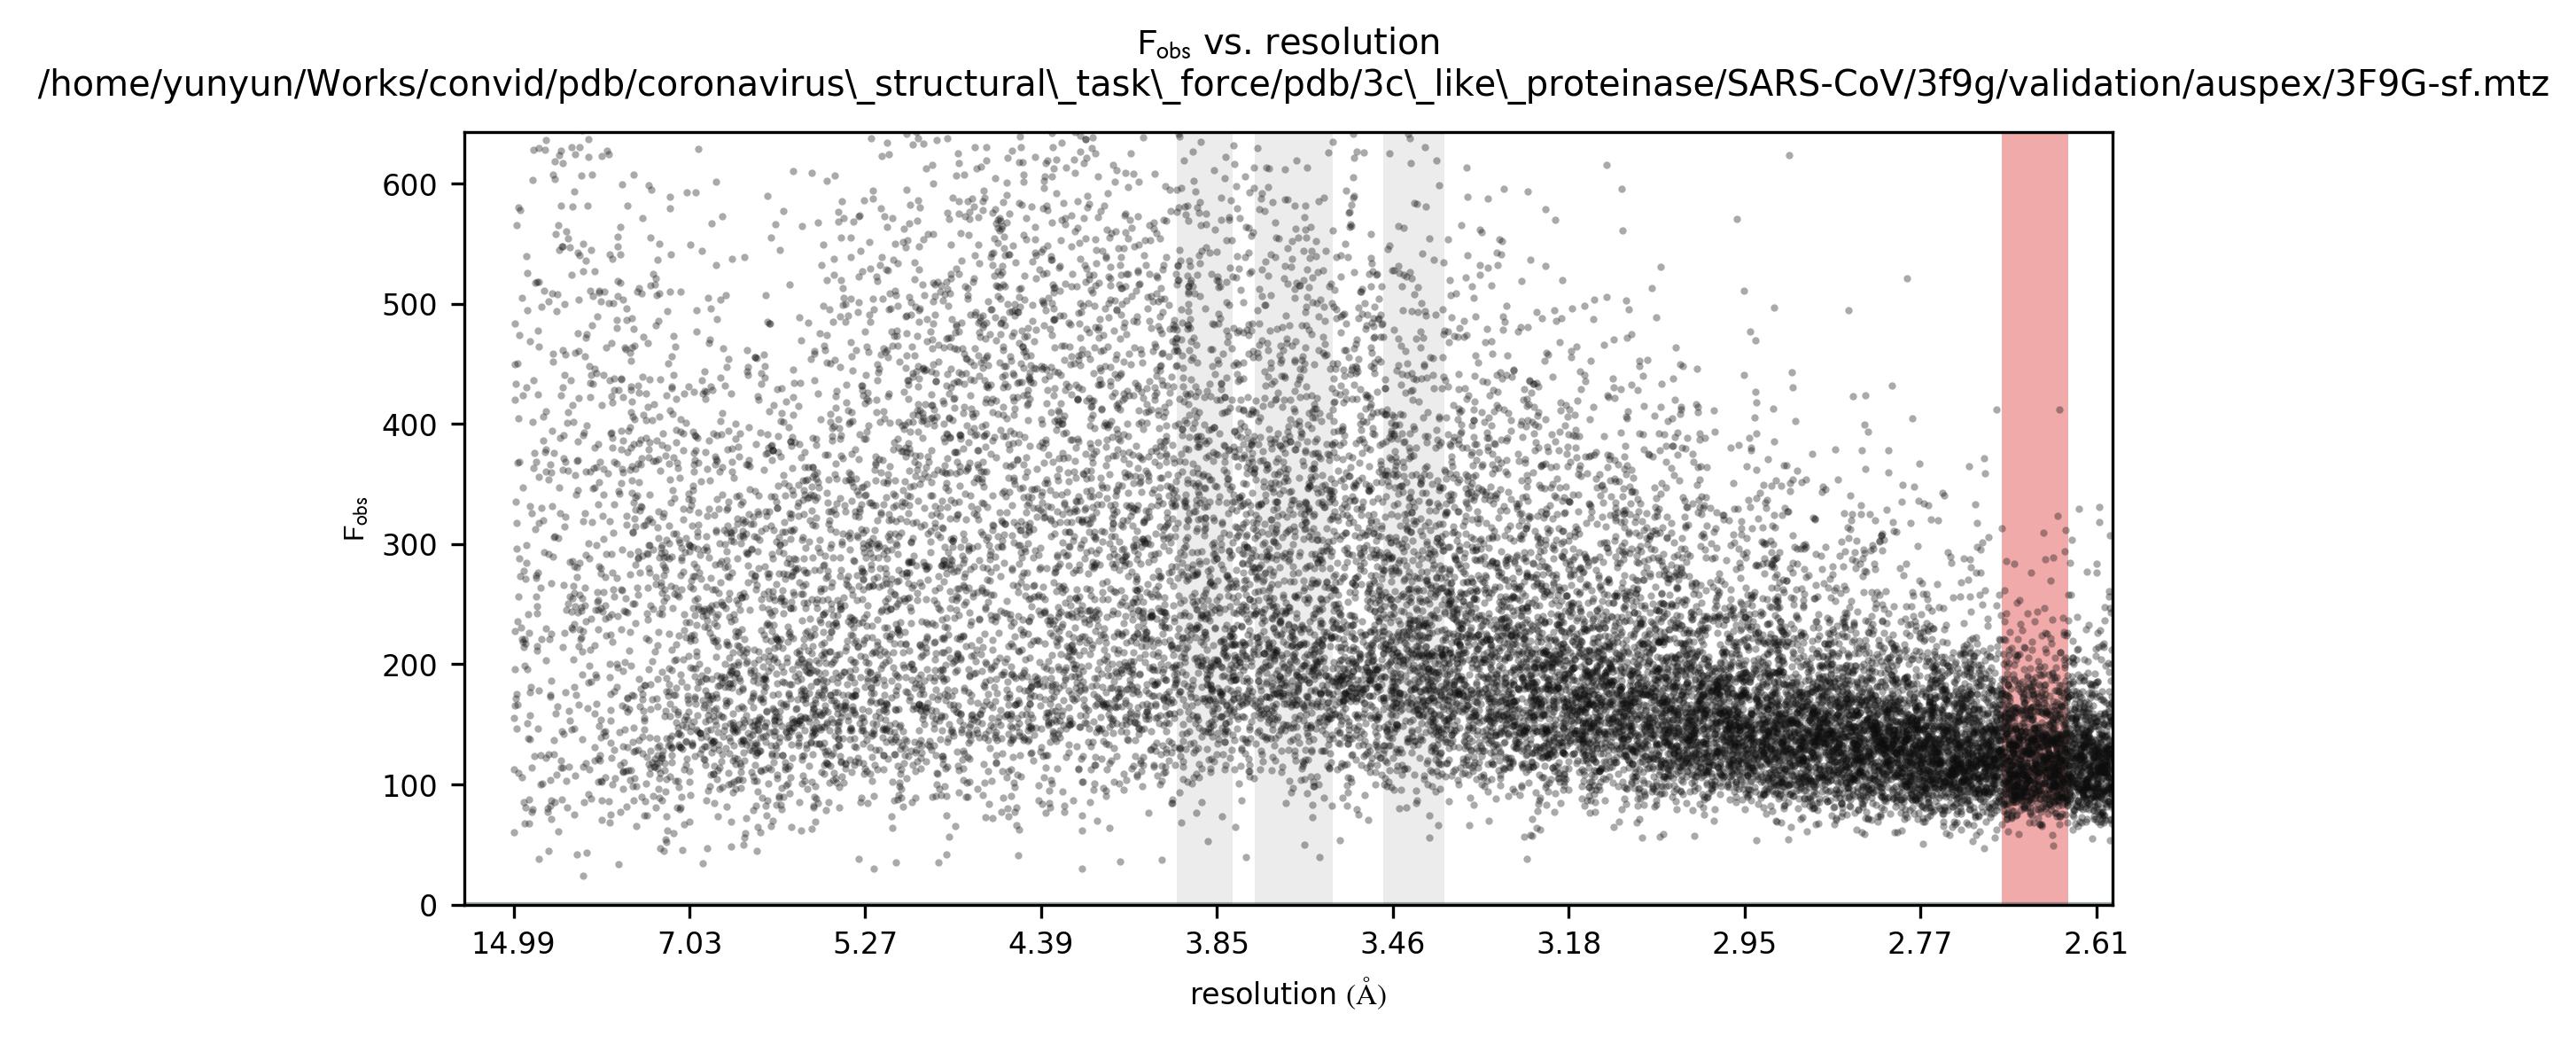 Fobs vs. resolution
/home/yunyun/Works/convid/pdb/coronavirus\_structural\_task\_force/pdb/3c\_like\_proteinase/SARS-CoV/3f9g/validation/auspex/3F9G-sf.mtz
600
500
400
300
200
100
0
Fobs
14.99 7.03 5.27 4.39 3.85 3.46 3.18 2.95 2.77 2.61
resolution (Å)